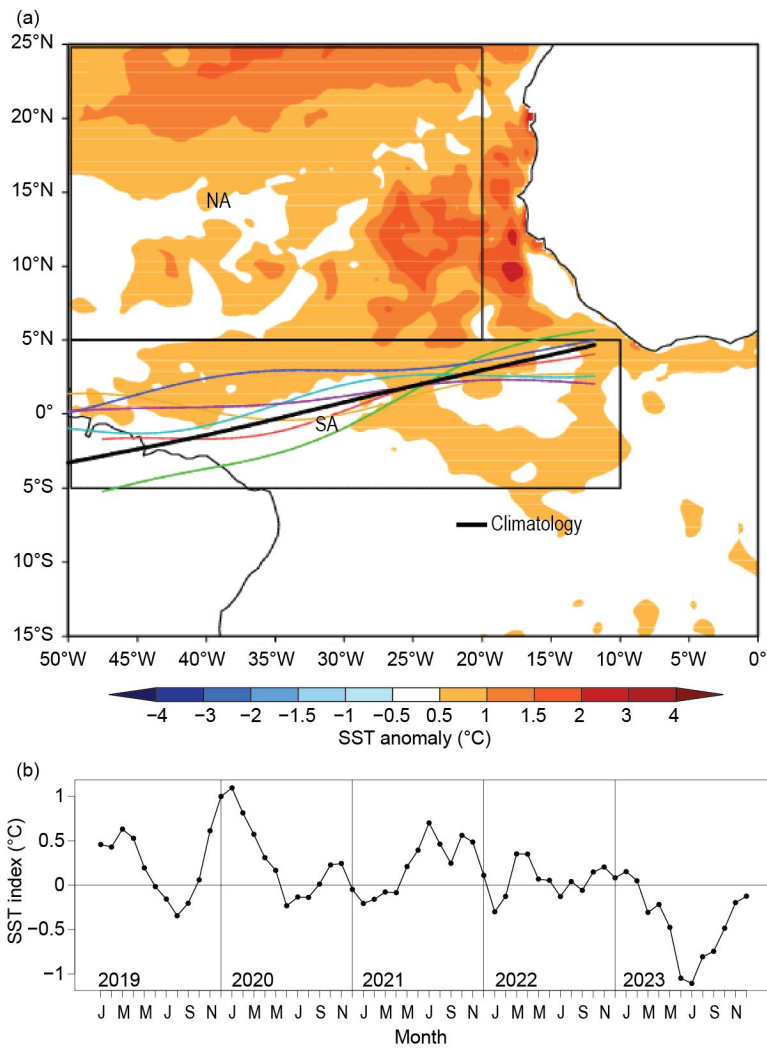 (a)
25°N
20°N
15°N
10°N
5°N
0°
5°S
10°S
15°S
NA
SA
Climatology
50°W 45°W 40°W 35°W 30°W 25°W 20°W 15°W 10°W 5°W 0°
−4 −3 −2 −1.5 −1 −0.5 0.5 1 1.5 2 3 4
SST anomaly (°C)
(b)
SST index (°C)
1
0.5
0
−0.5
−1
2019 2020 2021 2022 2023
J M M J S N J M M J S N J M M J S N J M M J S N J M M J S N
Month